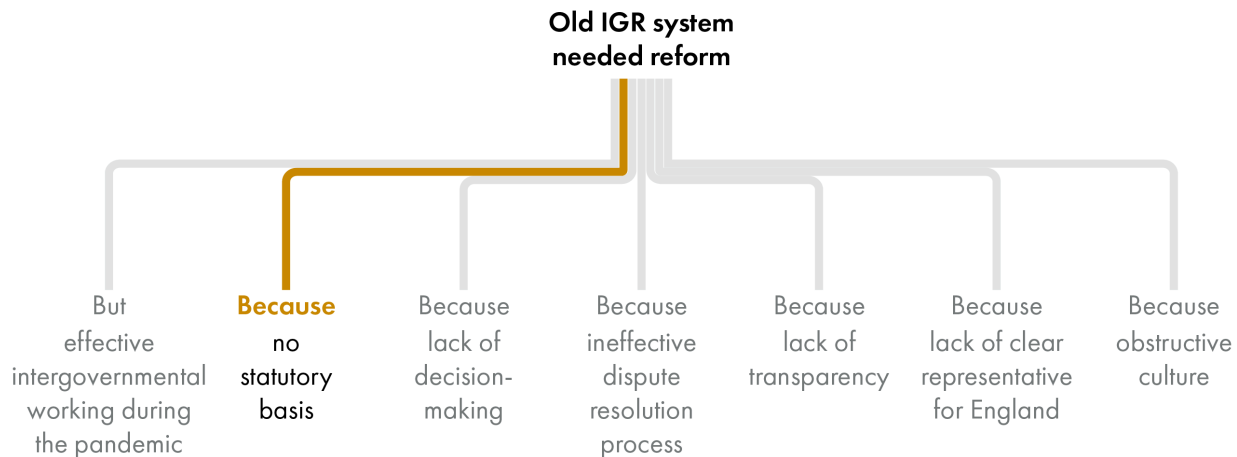 Old IGR system
needed reform
But
effective
intergovernmental
working during
the pandemic
Because
no
statutory
basis
Because
lack of
decision-
making
Because
ineffective
dispute
resolution
process
Because
lack of
transparency
Because
lack of clear
representative
for England
Because
obstructive
culture